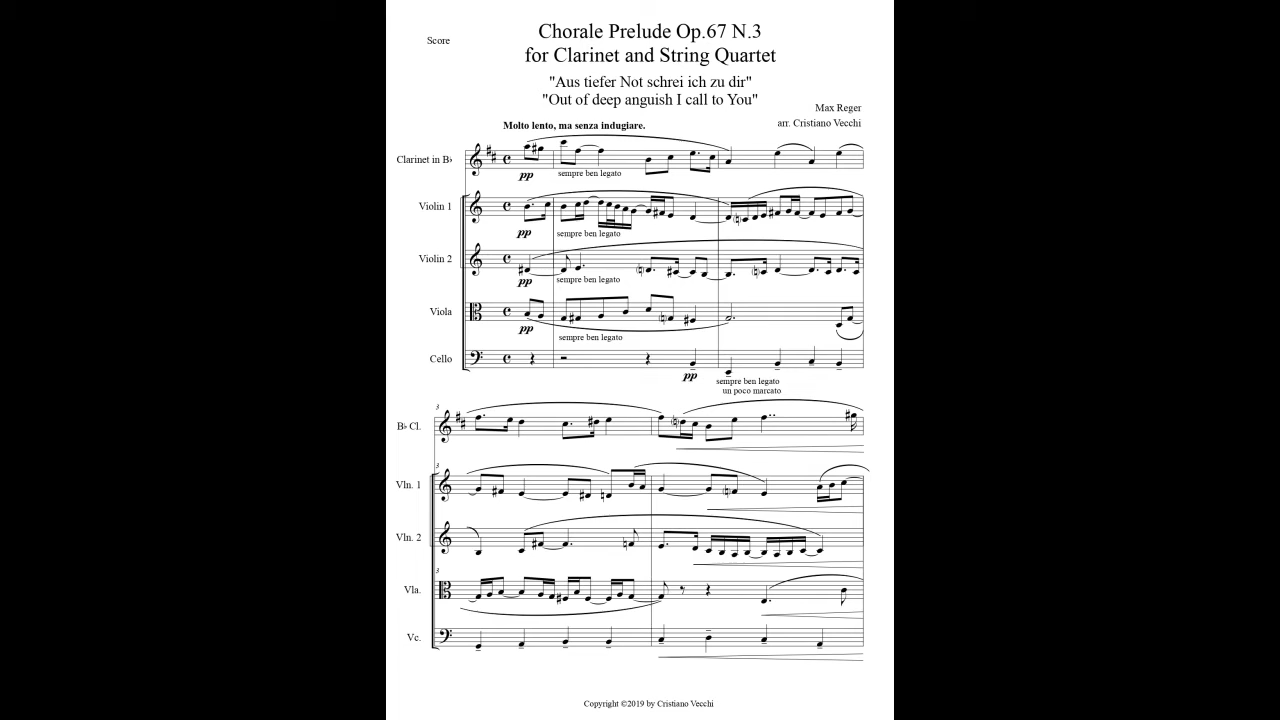 Chorale Prelude Op.67 N.3
Score
for Clarinet and String Quartet
"Aus tiefer Not schrei ich zu dir"
"Out of deep anguish I call to You"
Max Reger
arr. Cristiano Vecchi
Molto lento, ma senza indugiare.
Clarinet in B♭
pp
sempre ben legato
Violin 1
pp
sempre ben legato
Violin 2
pp
sempre ben legato
Viola
pp
sempre ben legato
Cello
pp
sempre ben legato
un poco marcato
3
B♭ Cl.
3
Vln. 1
Vln. 2
3
Vla.
Vc.
Copyright ©2019 by Cristiano Vecchi